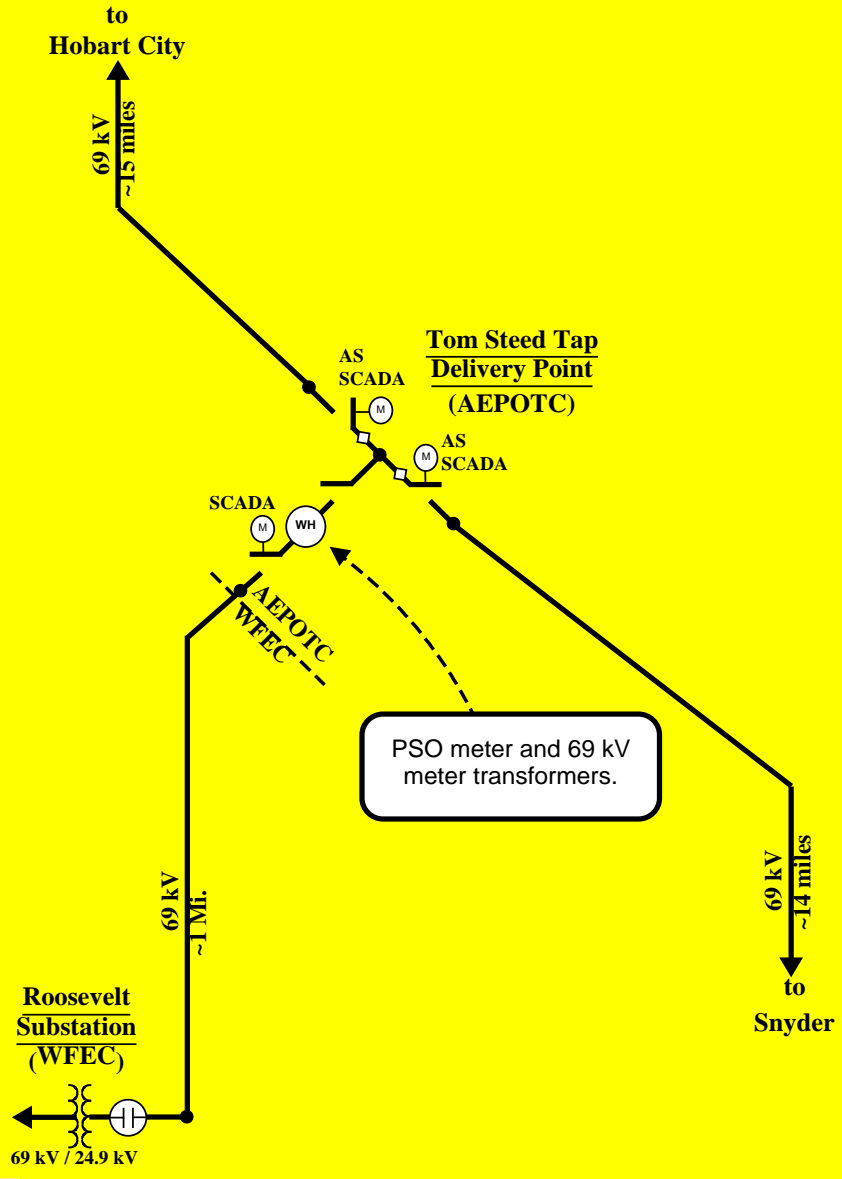 to
Hobart City
69 kV
~15 miles
Tom Steed Tap
Delivery Point
(AEPOTC)
AS
SCADA
M
AS
SCADA
M
SCADA
M
WH
AEPOTC
WFEC
PSO meter and 69 kV
meter transformers.
69 kV
~1 Mi.
69 kV
~14 miles
to
Snyder
Roosevelt
Substation
(WFEC)
69 kV / 24.9 kV